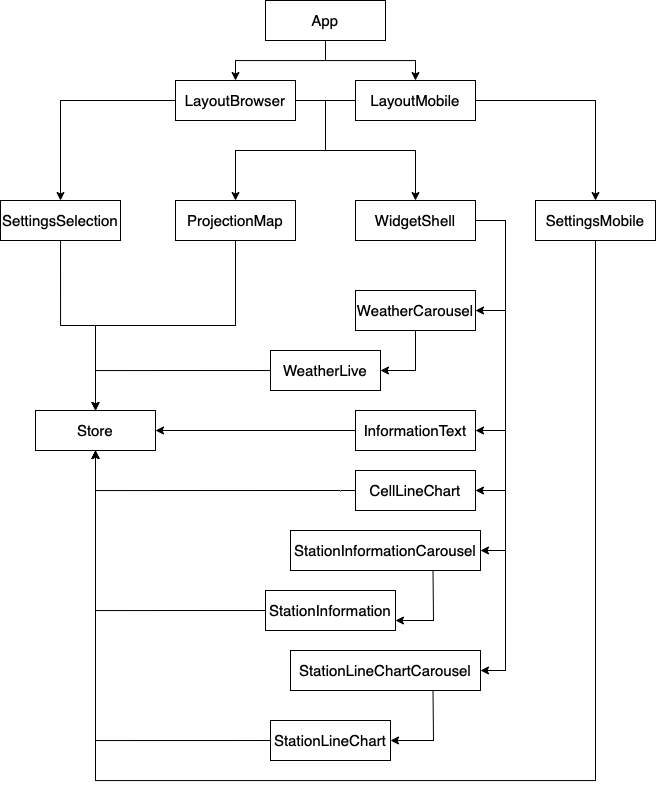 App
LayoutBrowser
LayoutMobile
SettingsSelection
ProjectionMap
WidgetShell
SettingsMobile
WeatherCarousel
WeatherLive
Store
InformationText
CellLineChart
StationInformationCarousel
StationInformation
StationLineChartCarousel
StationLineChart